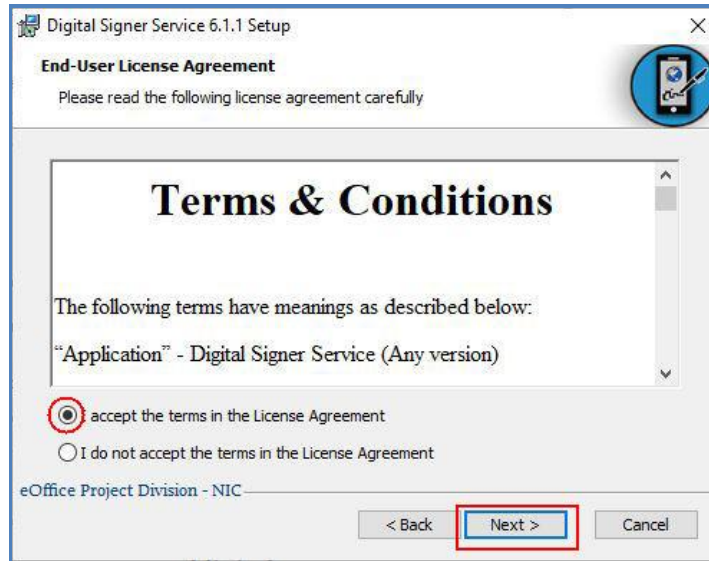 Digital Signer Service 6.1.1 Setup
End-User License Agreement
Please read the following license agreement carefully
Terms & Conditions
The following terms have meanings as described below:
“Application” - Digital Signer Service (Any version)
accept the terms in the License Agreement
I do not accept the terms in the License Agreement
eOffice Project Division - NIC
< Back Next > Cancel